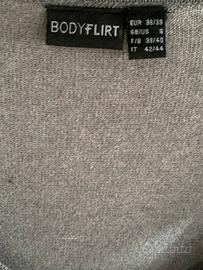 BODYFLIRT
EUR 36/38
GB/US S
F/B 38/40
IT 42/44